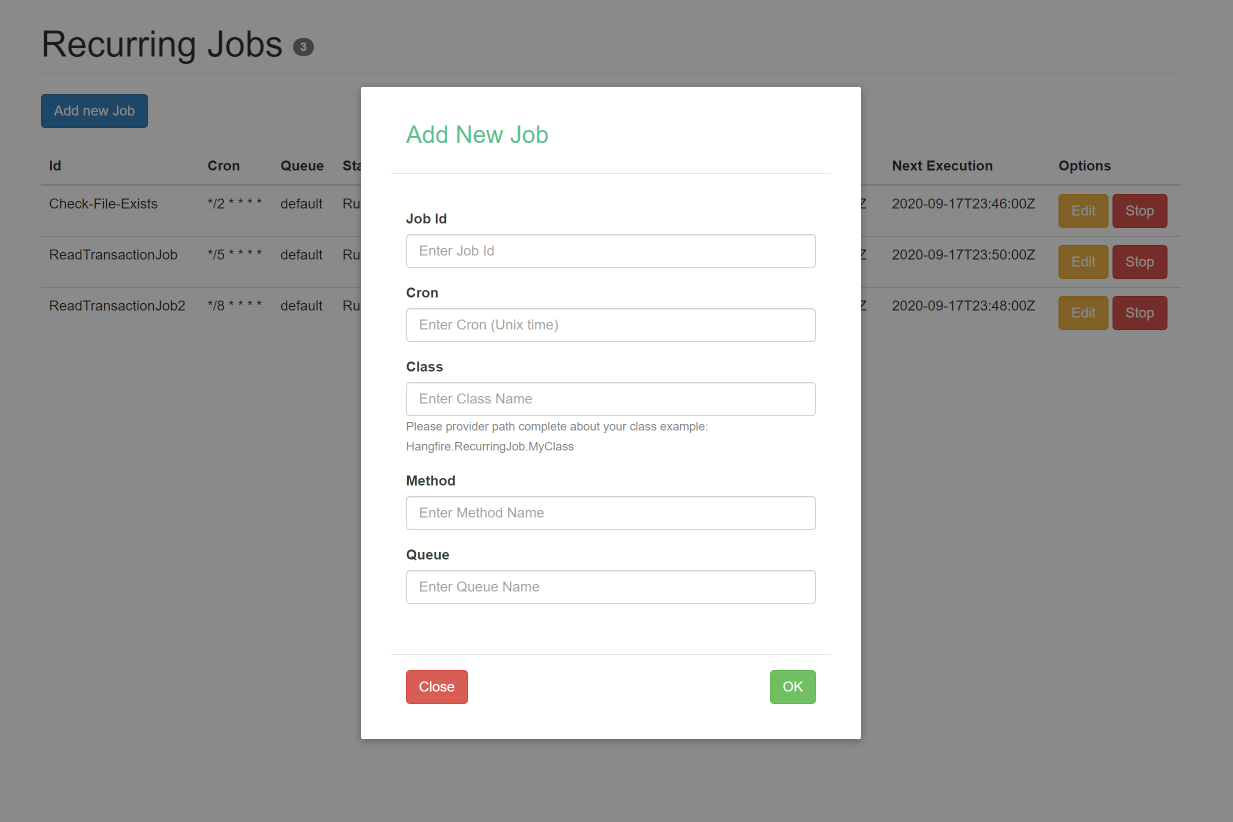 Recurring Jobs 3
Add new Job
Id Cron Queue Sta Next Execution Options
Check-File-Exists */2 * * * * default Ru Z 2020-09-17T23:46:00Z Edit Stop
ReadTransactionJob */5 * * * * default Ru Z 2020-09-17T23:50:00Z Edit Stop
ReadTransactionJob2 */8 * * * * default Ru Z 2020-09-17T23:48:00Z Edit Stop
Add New Job
Job Id
Enter Job Id
Cron
Enter Cron (Unix time)
Class
Enter Class Name
Please provider path complete about your class example:
Hangfire.RecurringJob.MyClass
Method
Enter Method Name
Queue
Enter Queue Name
Close OK